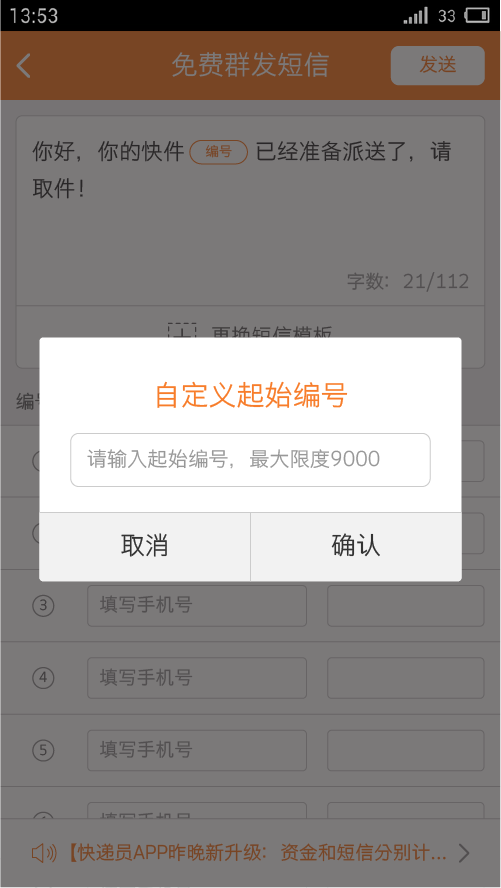 13:53 33
免费群发短信 发送
你好，你的快件 编号 已经准备派送了，请
取件！
字数：21/112
更换短信模板
自定义起始编号
请输入起始编号，最大限度9000
取消 确认
3 填写手机号
4 填写手机号
5 填写手机号
【快递员APP昨晚新升级：资金和短信分别计...